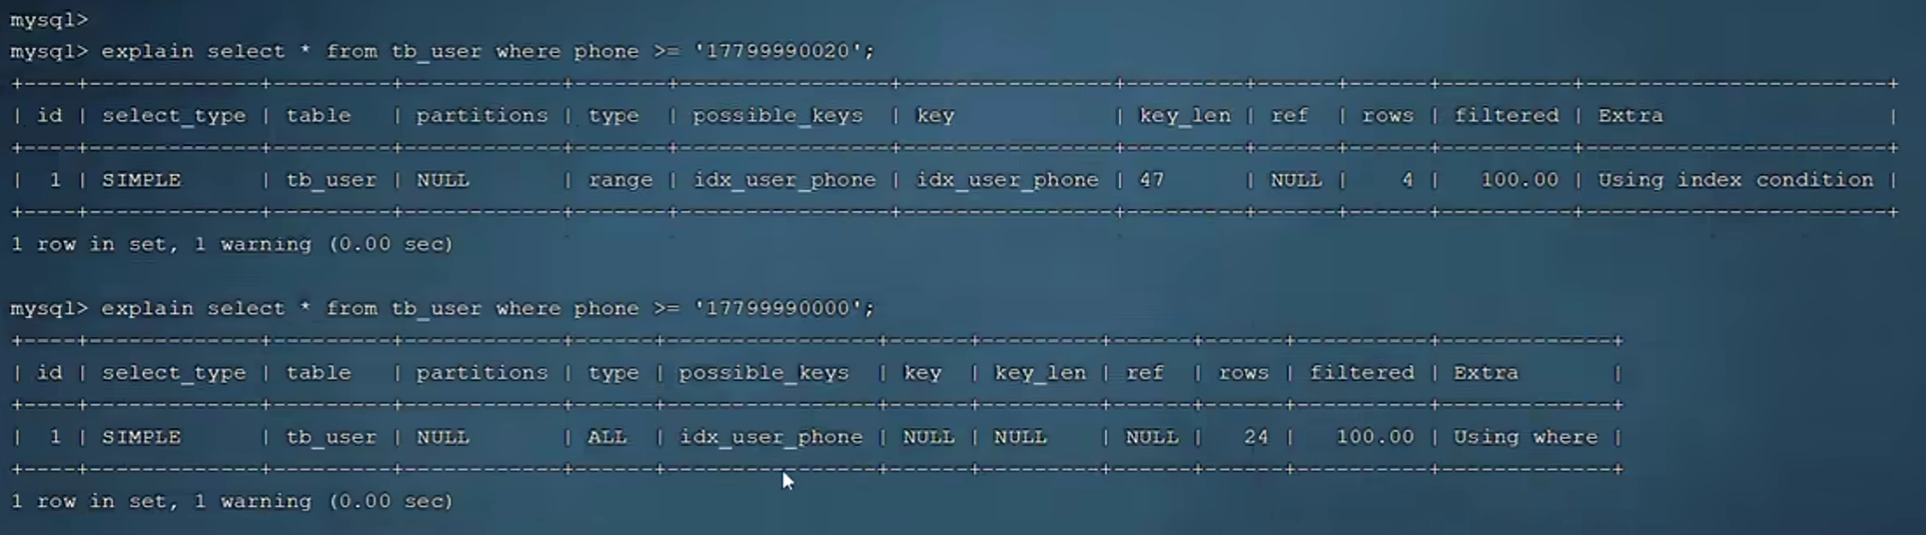 mysql>
mysql> explain select * from tb_user where phone >= '17799990020';
+----+-------------+---------+------------+-------+----------------+----------------+---------+------+------+----------+-----------------------+
| id | select_type | table | partitions | type | possible_keys | key | key_len | ref | rows | filtered | Extra |
+----+-------------+---------+------------+-------+----------------+----------------+---------+------+------+----------+-----------------------+
| 1 | SIMPLE | tb_user | NULL | range | idx_user_phone | idx_user_phone | 47 | NULL | 4 | 100.00 | Using index condition |
+----+-------------+---------+------------+-------+----------------+----------------+---------+------+------+----------+-----------------------+
1 row in set, 1 warning (0.00 sec)
mysql> explain select * from tb_user where phone >= '17799990000';
+----+-------------+---------+------------+------+----------------+------+---------+------+------+----------+-------------+
| id | select_type | table | partitions | type | possible_keys | key | key_len | ref | rows | filtered | Extra |
+----+-------------+---------+------------+------+----------------+------+---------+------+------+----------+-------------+
| 1 | SIMPLE | tb_user | NULL | ALL | idx_user_phone | NULL | NULL | NULL | 24 | 100.00 | Using where |
+----+-------------+---------+------------+------+----------------+------+---------+------+------+----------+-------------+
1 row in set, 1 warning (0.00 sec)